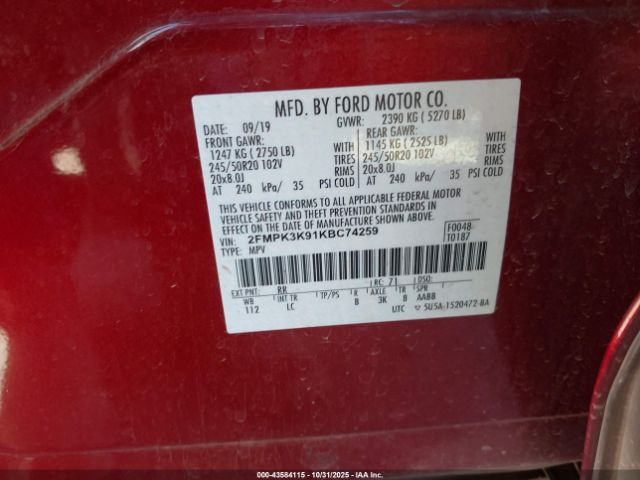 MFD. BY FORD MOTOR CO.
DATE: 09/19 GVWR: 2390 KG ( 5270 LB)
FRONT GAWR: REAR GAWR:
1247 KG ( 2750 LB) WITH 1145 KG ( 2525 LB) WITH
245/50R20 102V TIRES 245/50R20 102V TIRES
20x8.0J RIMS 20x8.0J RIMS
AT 240 kPa/ 35 PSI COLD AT 240 kPa/ 35 PSI COLD
THIS VEHICLE CONFORMS TO ALL APPLICABLE FEDERAL MOTOR
VEHICLE SAFETY AND THEFT PREVENTION STANDARDS IN EFFECT
ON THE DATE OF MANUFACTURE SHOWN ABOVE.
VIN: 2FMPK3K91KBC74259 F0048
TYPE: MPV T0187
EXT PNT: RR RC: 71 DSO:
WB INT TR TP/PS R AXLE TR SPR
112 LC B 3K B AABB
UTC ▽ 5U5A-1520472-BA
000-43584115 - 10/31/2025 - IAA Inc.